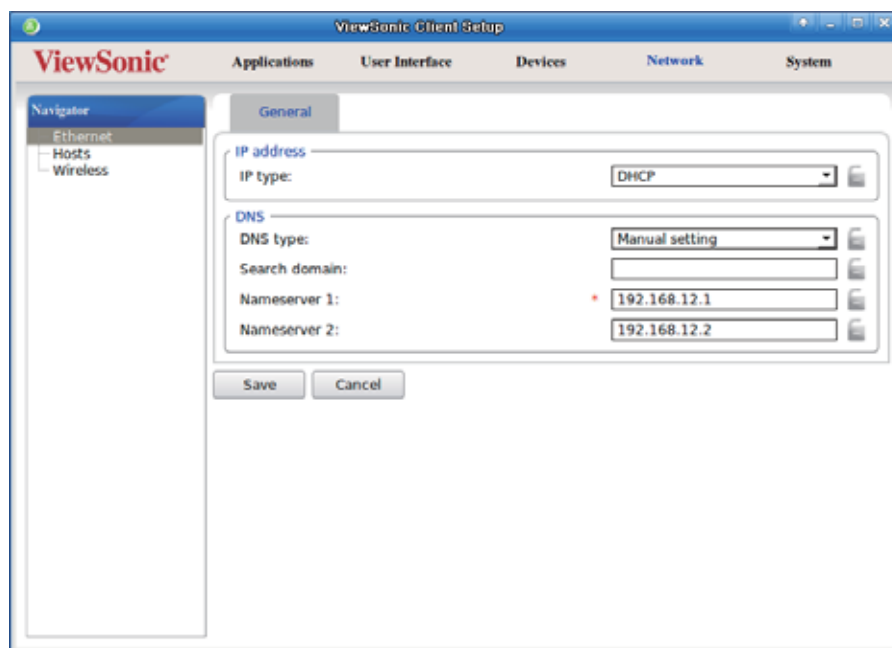 ViewSonic Client Setup
ViewSonic®
Applications User Interface Devices Network System
Navigator
Ethernet
Hosts
Wireless
General
IP address
IP type: DHCP
DNS
DNS type: Manual setting
Search domain:
Nameserver 1: * 192.168.12.1
Nameserver 2: 192.168.12.2
Save Cancel